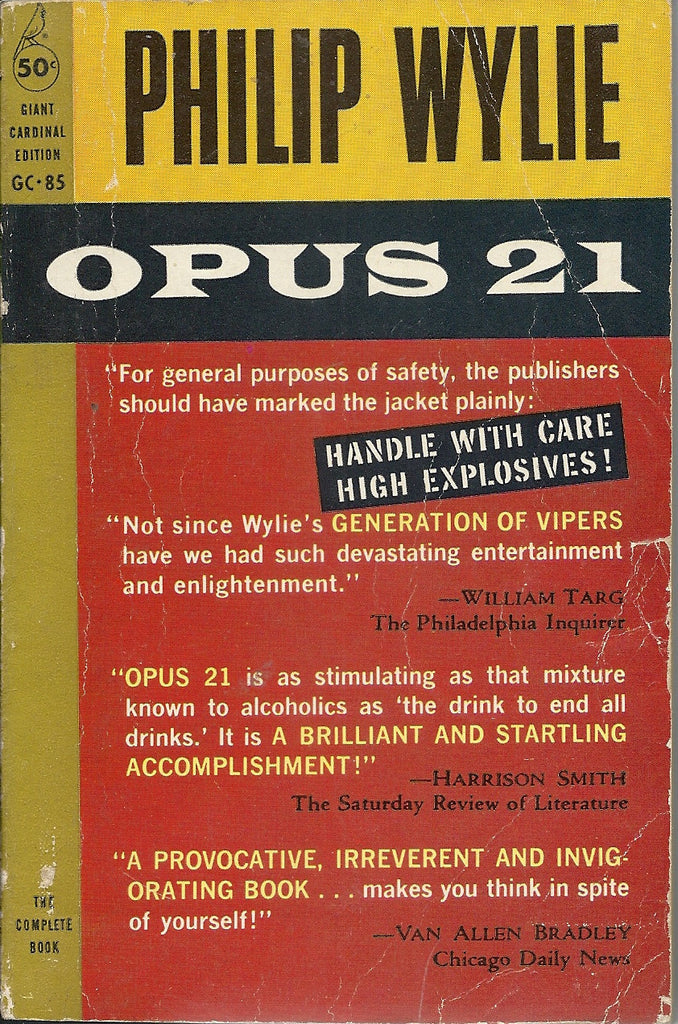 50¢
GIANT
CARDINAL
EDITION
GC·85
PHILIP WYLIE
OPUS 21
"For general purposes of safety, the publishers
should have marked the jacket plainly:
HANDLE WITH CARE
HIGH EXPLOSIVES!
"Not since Wylie's GENERATION OF VIPERS
have we had such devastating entertainment
and enlightenment."
—WILLIAM TARG
The Philadelphia Inquirer
"OPUS 21 is as stimulating as that mixture
known to alcoholics as 'the drink to end all
drinks.' It is A BRILLIANT AND STARTLING
ACCOMPLISHMENT!"
—HARRISON SMITH
The Saturday Review of Literature
"A PROVOCATIVE, IRREVERENT AND INVIG-
ORATING BOOK . . . makes you think in spite
of yourself!"
—VAN ALLEN BRADLEY
Chicago Daily News
THE
COMPLETE
BOOK